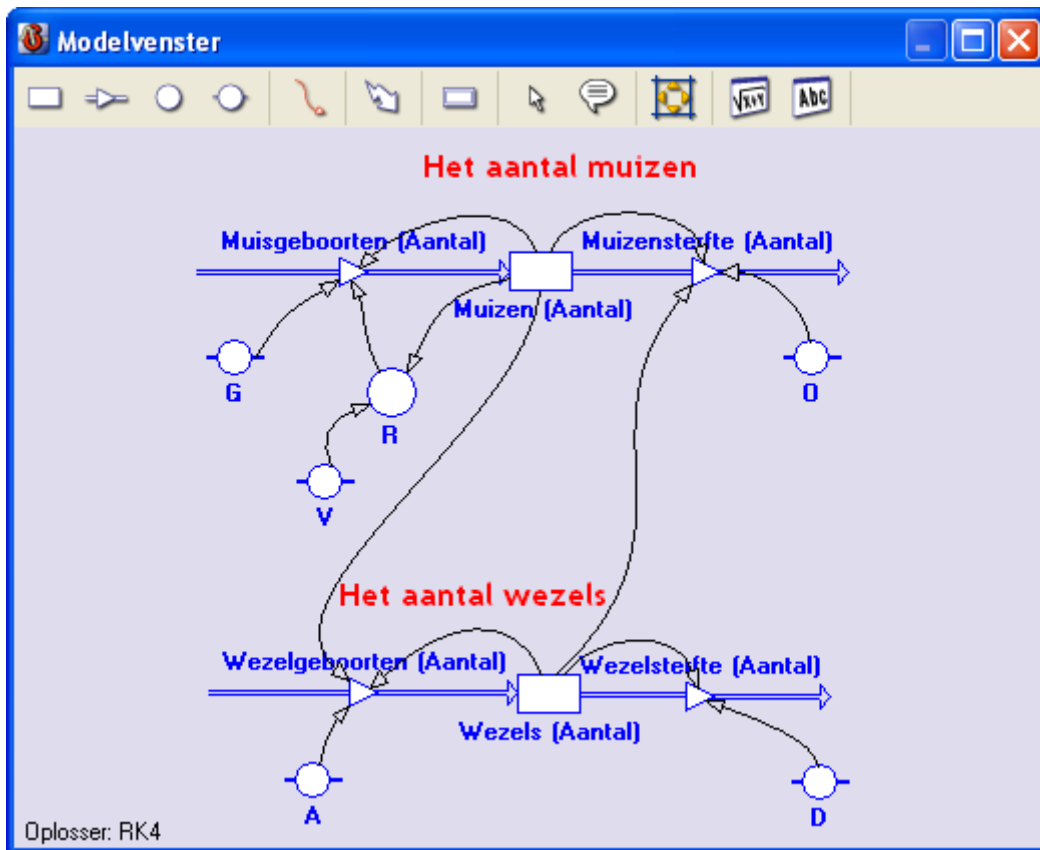 Modelvenster
√x+y Abc
Het aantal muizen
Muisgeboorten (Aantal) Muizensterfte (Aantal)
Muizen (Aantal)
G R O
V
Het aantal wezels
Wezelgeboorten (Aantal) Wezelsterfte (Aantal)
Wezels (Aantal)
A D
Oplosser: RK4